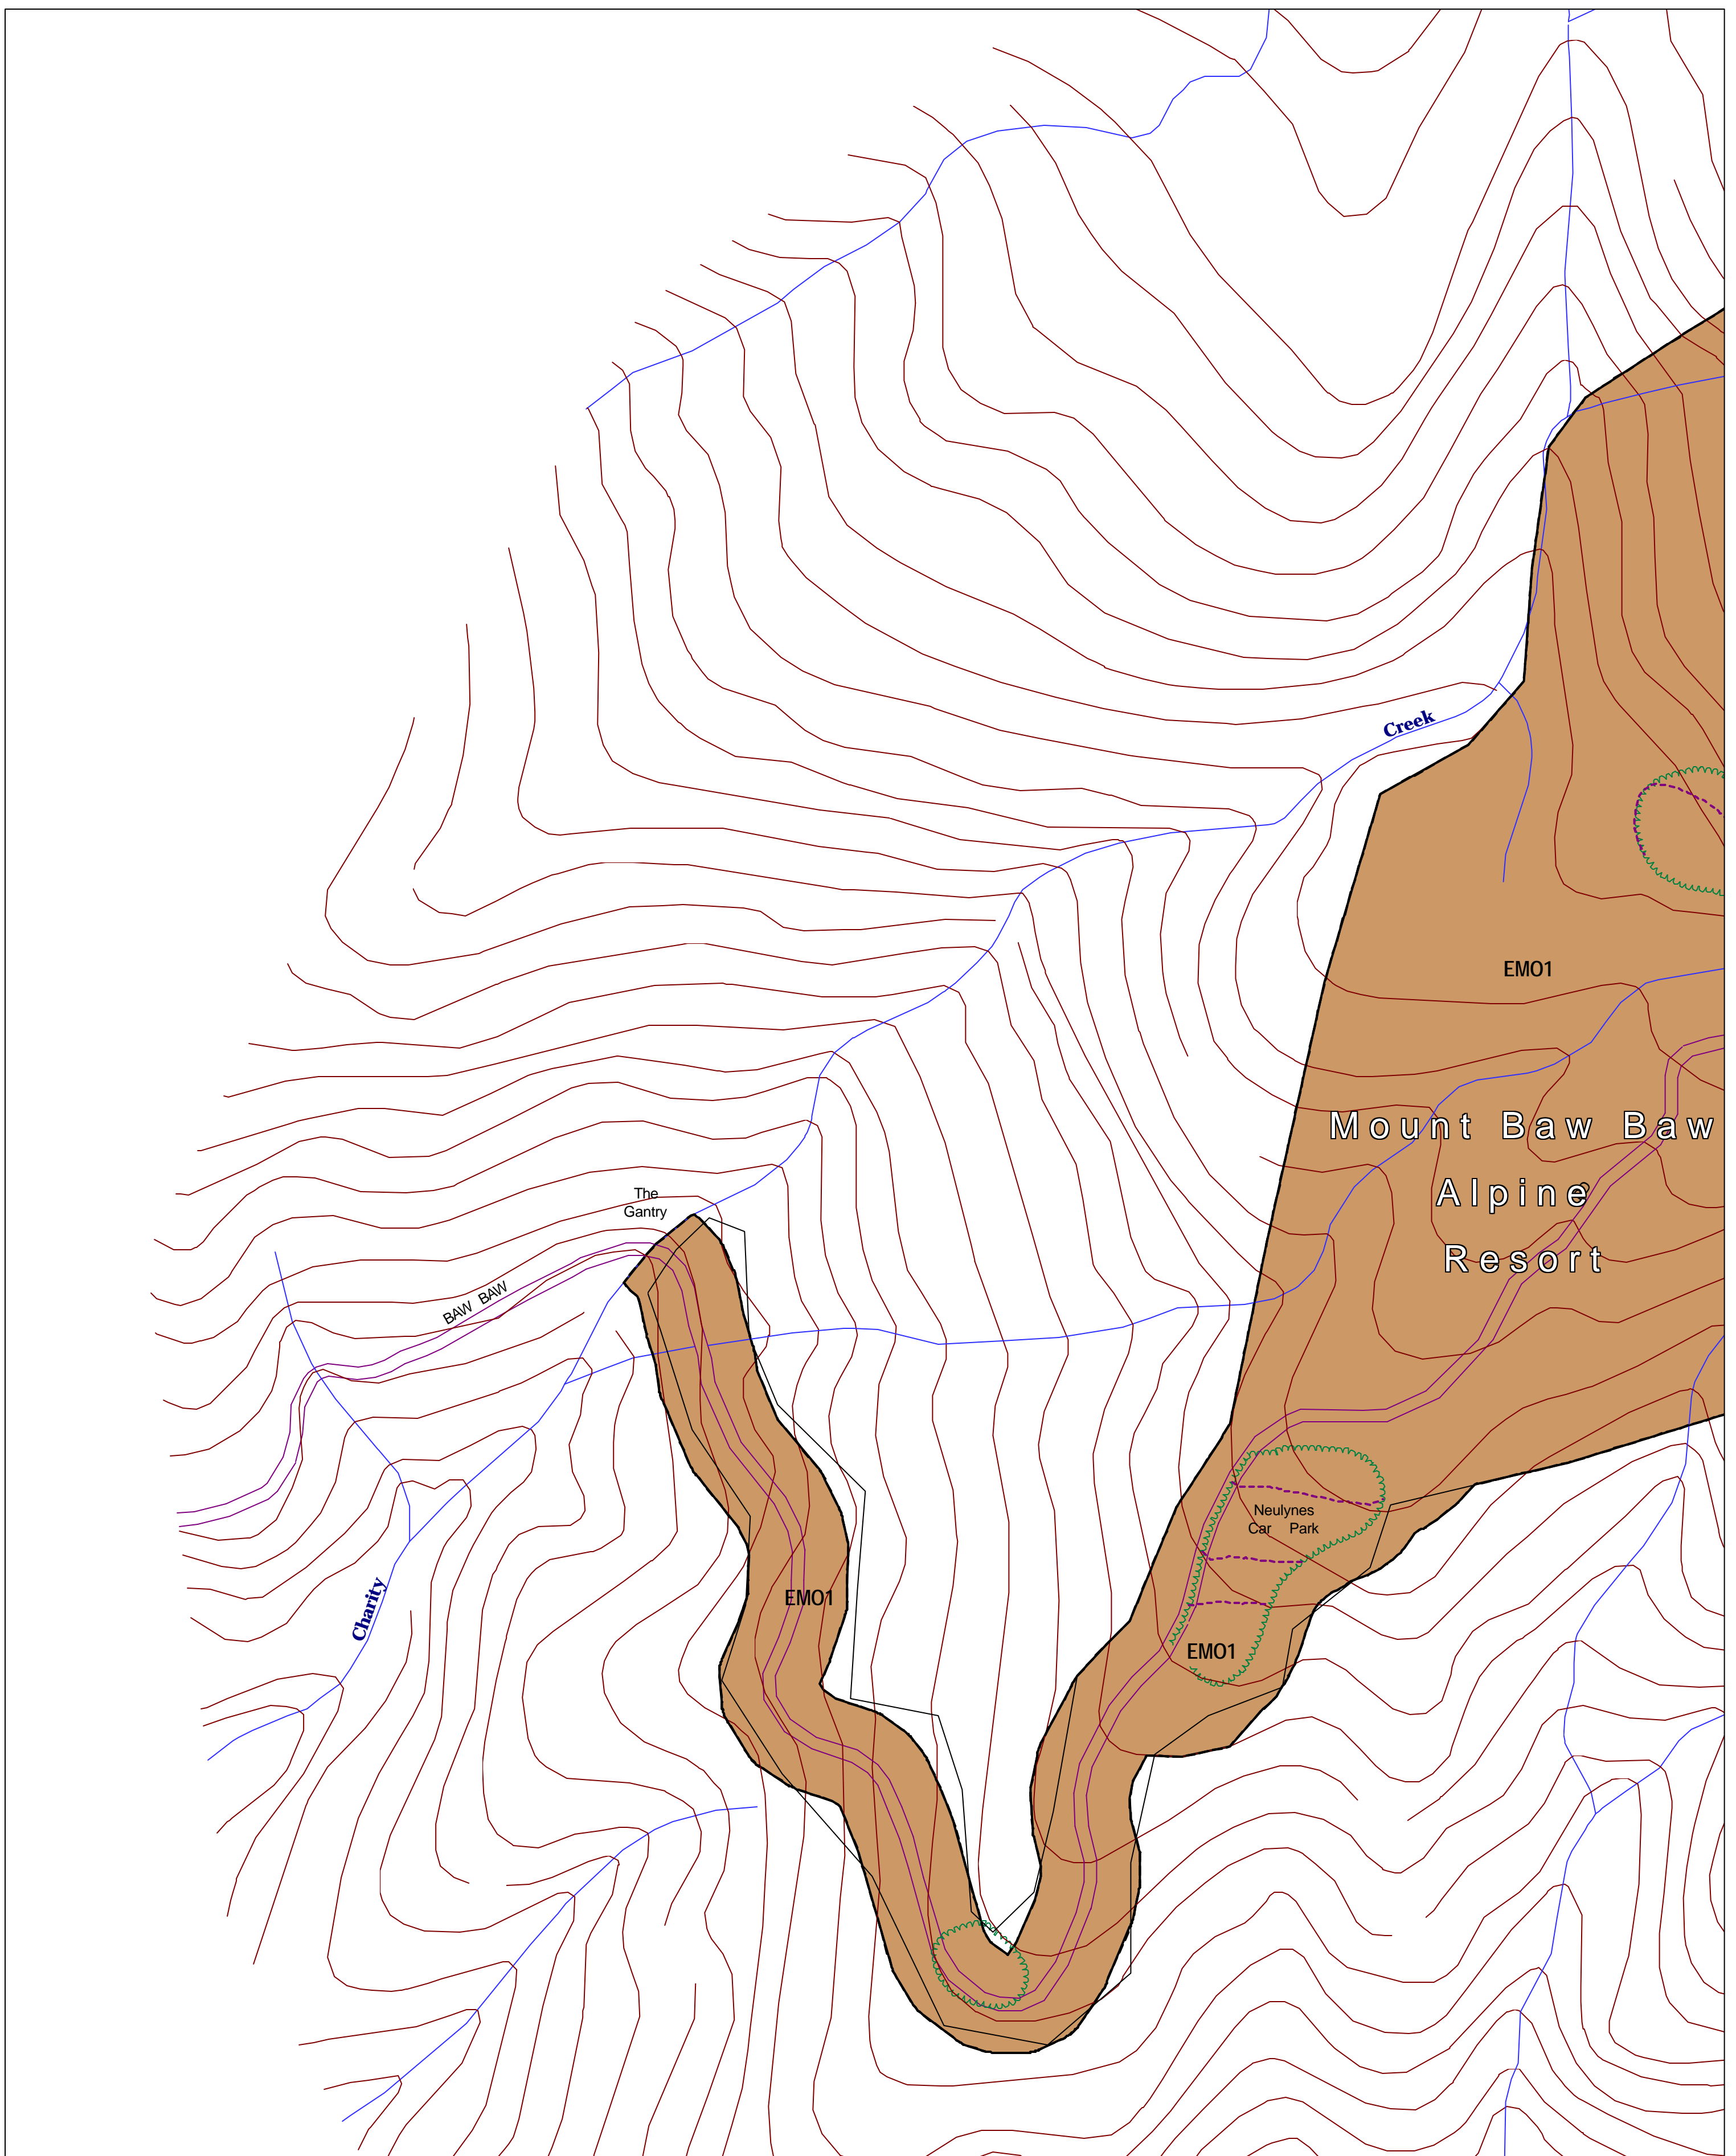 Creek
EMO1
Mount Baw Baw
Alpine
Resort
The
Gantry
BAW BAW
Neulynes
Car Park
EMO1
Charity
EMO1